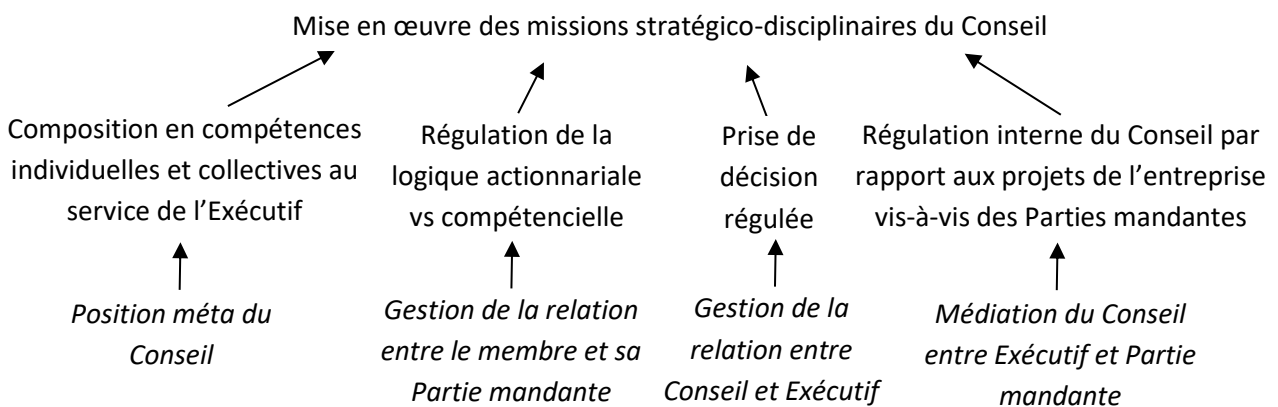 Mise en œuvre des missions stratégico-disciplinaires du Conseil
Composition en compétences
individuelles et collectives au
service de l’Exécutif
Régulation de la
logique actionnariale
vs compétencielle
Prise de
décision
régulée
Régulation interne du Conseil par
rapport aux projets de l’entreprise
vis-à-vis des Parties mandantes
Position méta du
Conseil
Gestion de la relation
entre le membre et sa
Partie mandante
Gestion de la
relation entre
Conseil et Exécutif
Médiation du Conseil
entre Exécutif et Partie
mandante